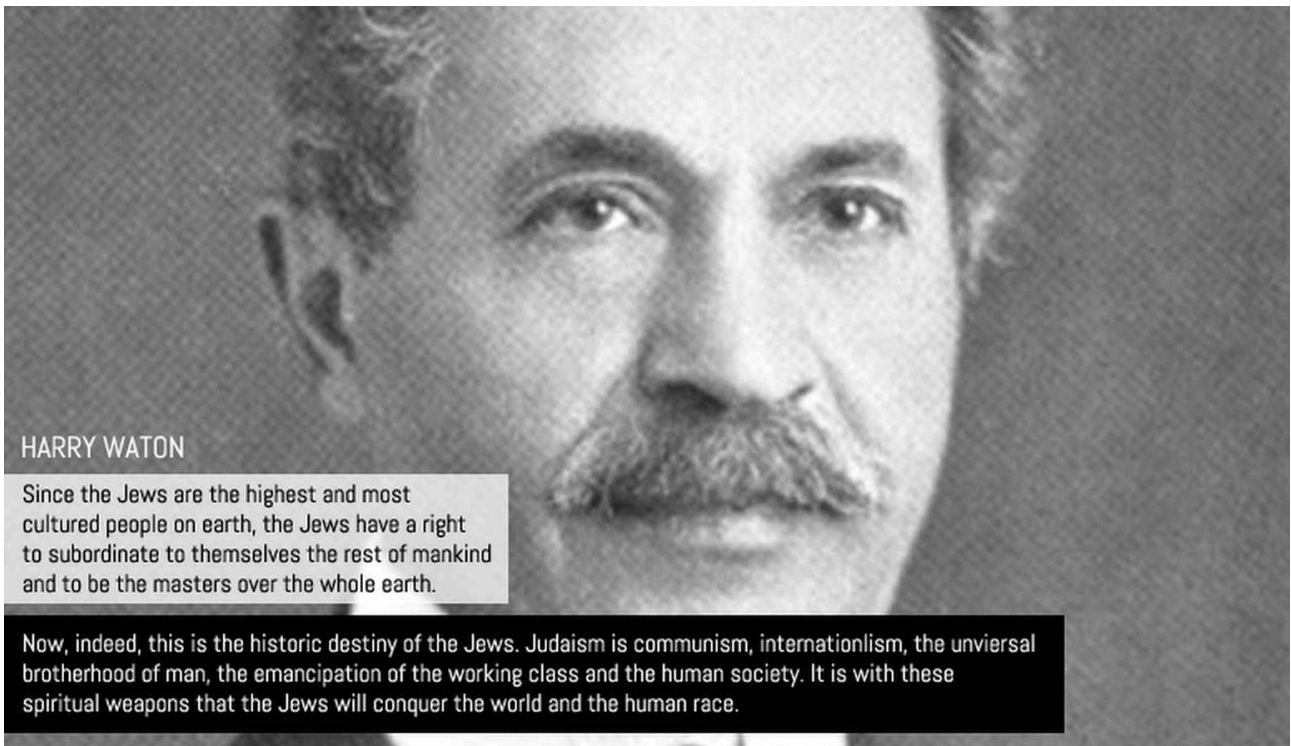 HARRY WATON
Since the Jews are the highest and most
cultured people on earth, the Jews have a right
to subordinate to themselves the rest of mankind
and to be the masters over the whole earth.
Now, indeed, this is the historic destiny of the Jews. Judaism is communism, internationlism, the unviersal
brotherhood of man, the emancipation of the working class and the human society. It is with these
spiritual weapons that the Jews will conquer the world and the human race.